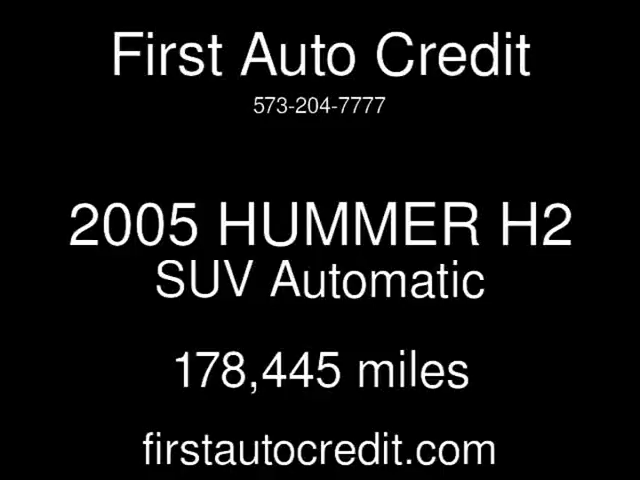 First Auto Credit
573-204-7777
2005 HUMMER H2
SUV Automatic
178,445 miles
firstautocredit.com